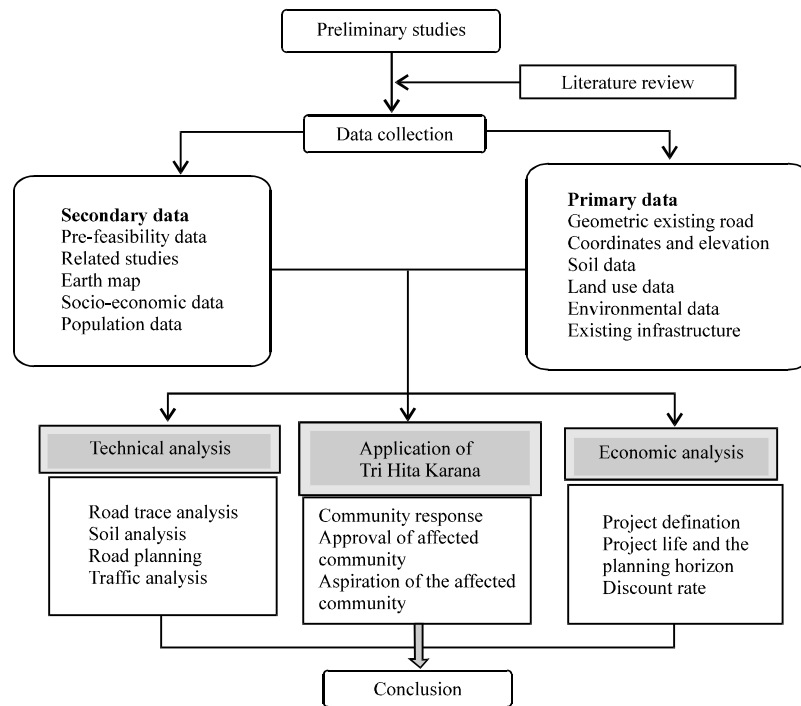 Preliminary studies
Literature review
Data collection
Secondary data
Pre-feasibility data
Related studies
Earth map
Socio-economic data
Population data
Primary data
Geometric existing road
Coordinates and elevation
Soil data
Land use data
Environmental data
Existing infrastructure
Technical analysis
Road trace analysis
Soil analysis
Road planning
Traffic analysis
Application of
Tri Hita Karana
Community response
Approval of affected
community
Aspiration of the affected
community
Economic analysis
Project defination
Project life and the
planning horizon
Discount rate
Conclusion